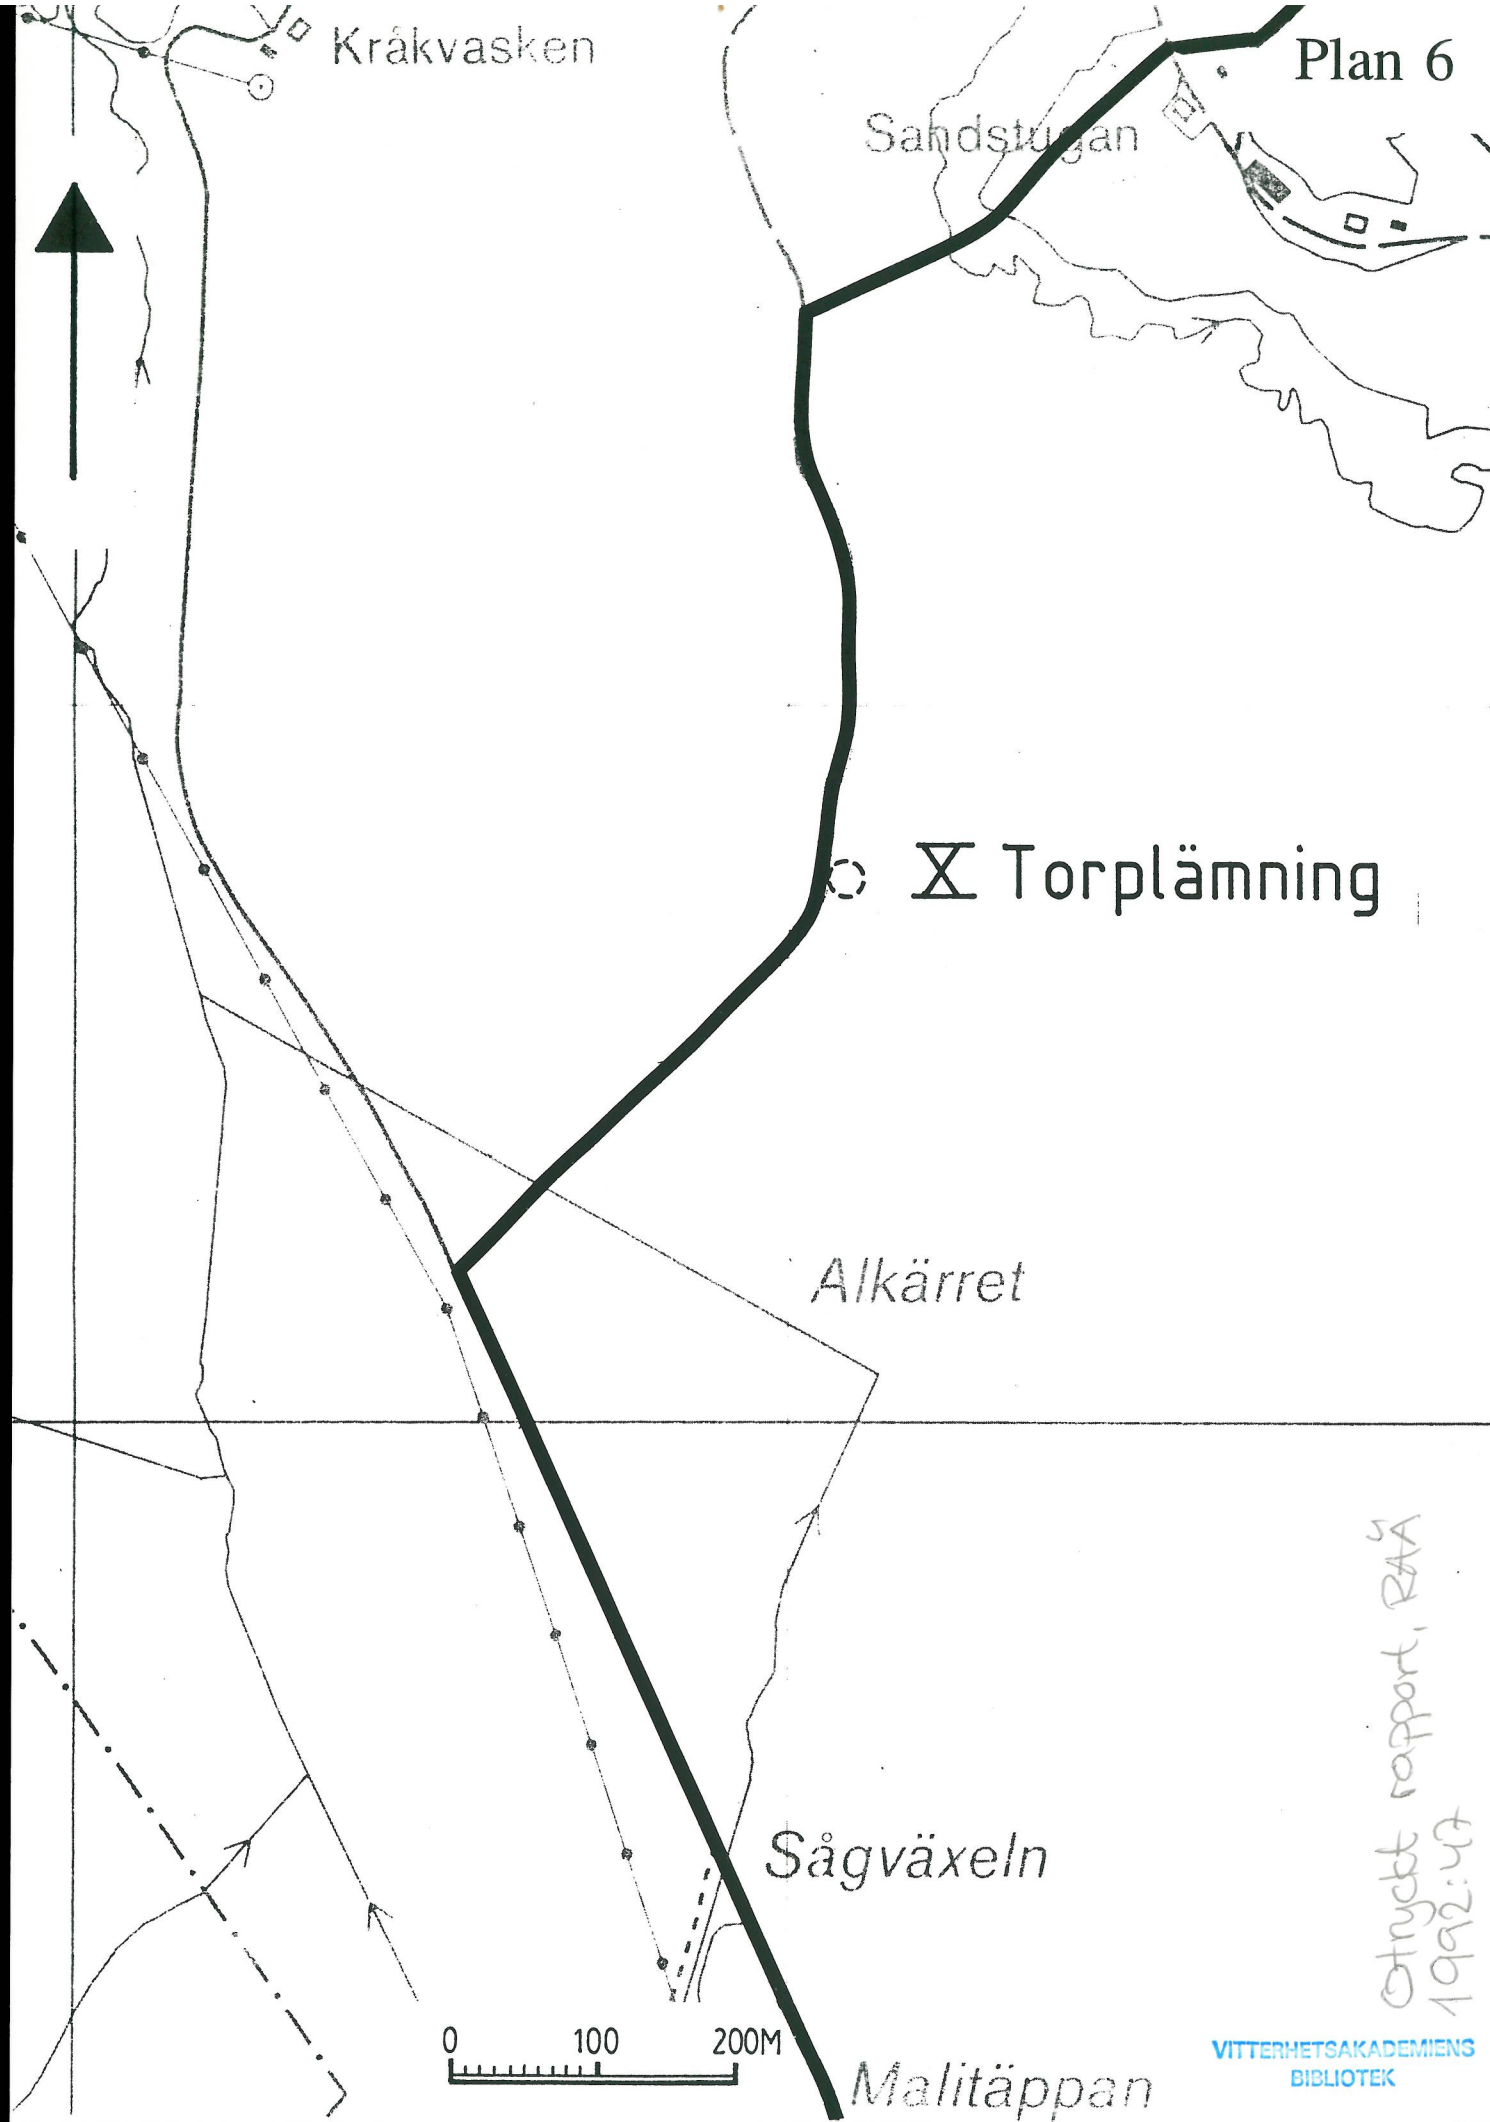 Kråkvasken
Plan 6
Sandstugan
X Torplämning
Alkärret
Sågväxeln
0 100 200M
Malitäppan
Otryckt rapport, RAÄ
1992:47
VITTERHETSAKADEMIENS
BIBLIOTEK